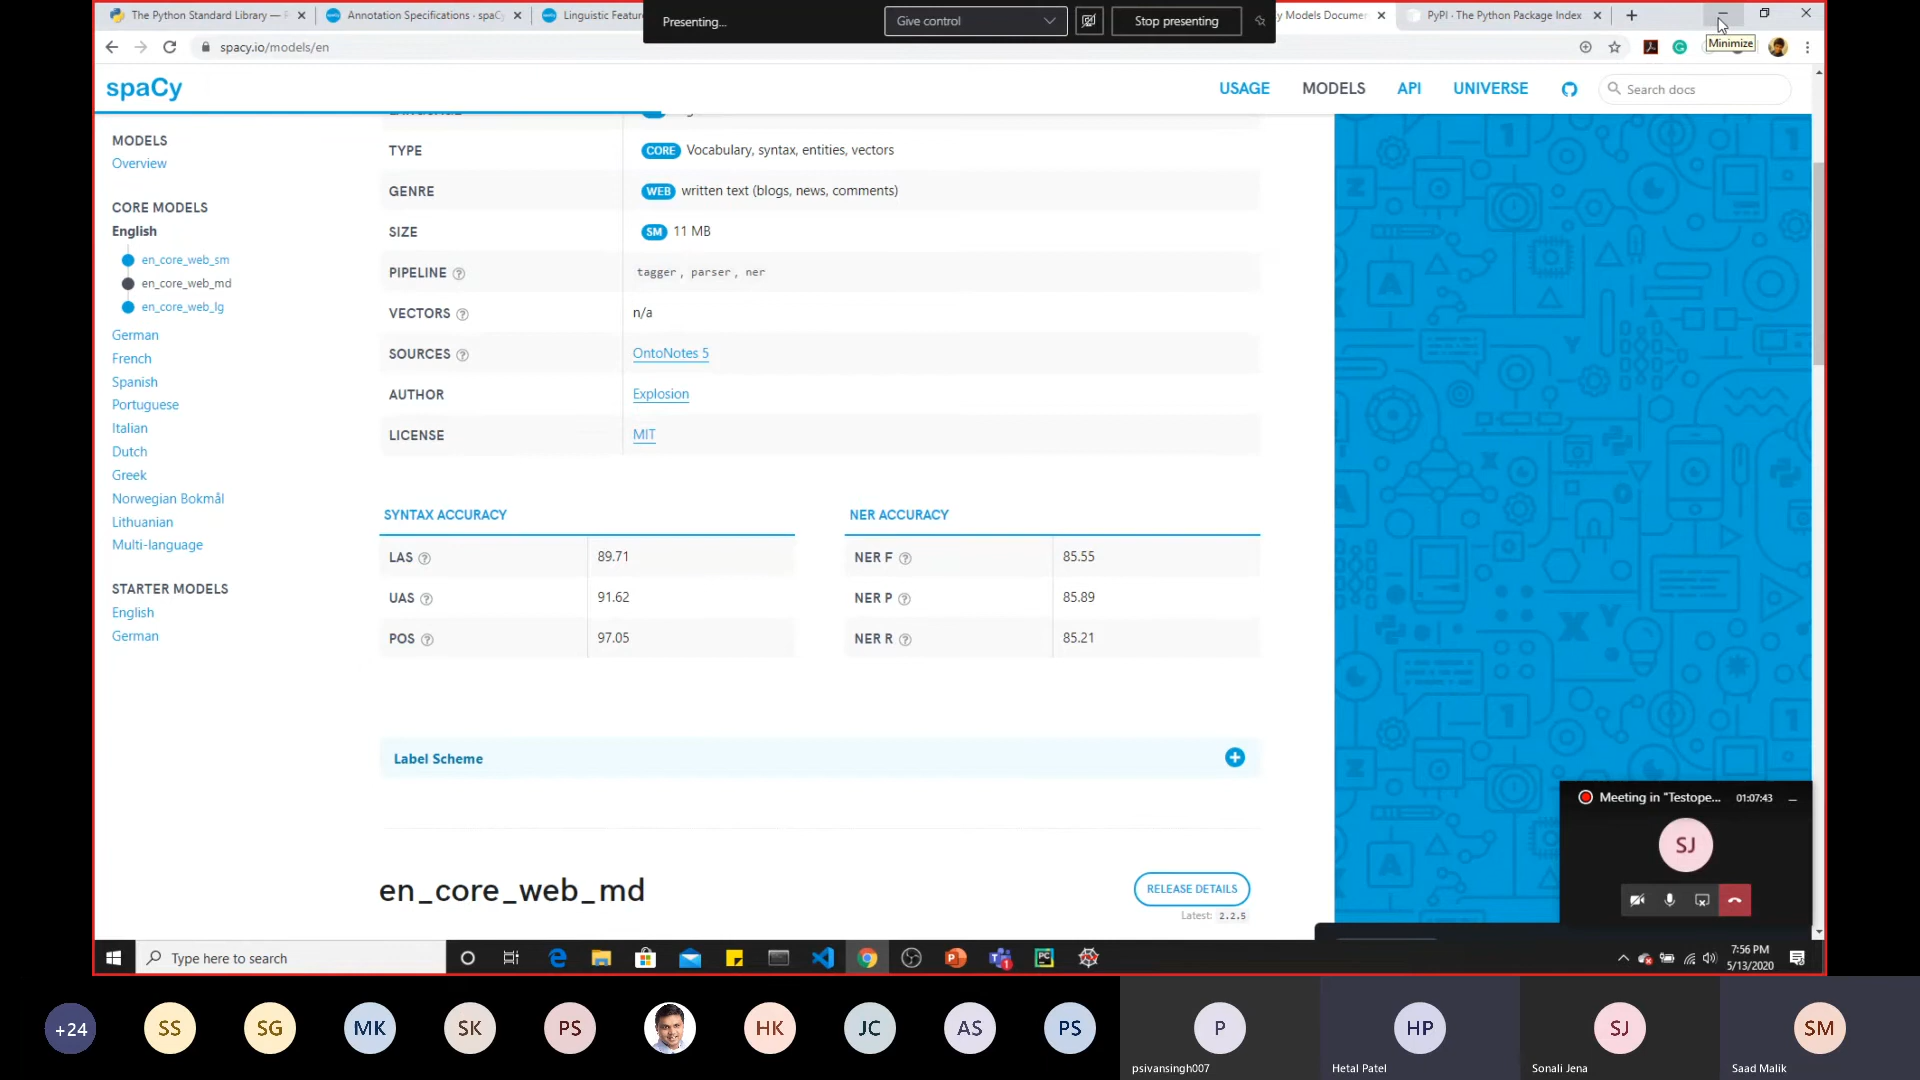 The Python Standard Library — P
Annotation Specifications · spaCy
Linguistic Featur
Presenting...
Give control
Stop presenting
y Models Documen
PyPI · The Python Package Index
Minimize
spacy.io/models/en
spaCy
USAGE
MODELS
API
UNIVERSE
Search docs
MODELS
Overview
CORE MODELS
English
en_core_web_sm
en_core_web_md
en_core_web_lg
German
French
Spanish
Portuguese
Italian
Dutch
Greek
Norwegian Bokmål
Lithuanian
Multi-language
STARTER MODELS
English
German
TYPE CORE Vocabulary, syntax, entities, vectors
GENRE WEB written text (blogs, news, comments)
SIZE SM 11 MB
PIPELINE ? tagger, parser, ner
VECTORS ? n/a
SOURCES ? OntoNotes 5
AUTHOR Explosion
LICENSE MIT
SYNTAX ACCURACY
LAS ? 89.71
UAS ? 91.62
POS ? 97.05
NER ACCURACY
NER F ? 85.55
NER P ? 85.89
NER R ? 85.21
Label Scheme
en_core_web_md
RELEASE DETAILS
Latest: 2.2.5
Meeting in "Testope...
01:07:43
SJ
Type here to search
7:56 PM
5/13/2020
+24
SS
SG
MK
SK
PS
HK
JC
AS
PS
P
psivansingh007
HP
Hetal Patel
SJ
Sonali Jena
SM
Saad Malik